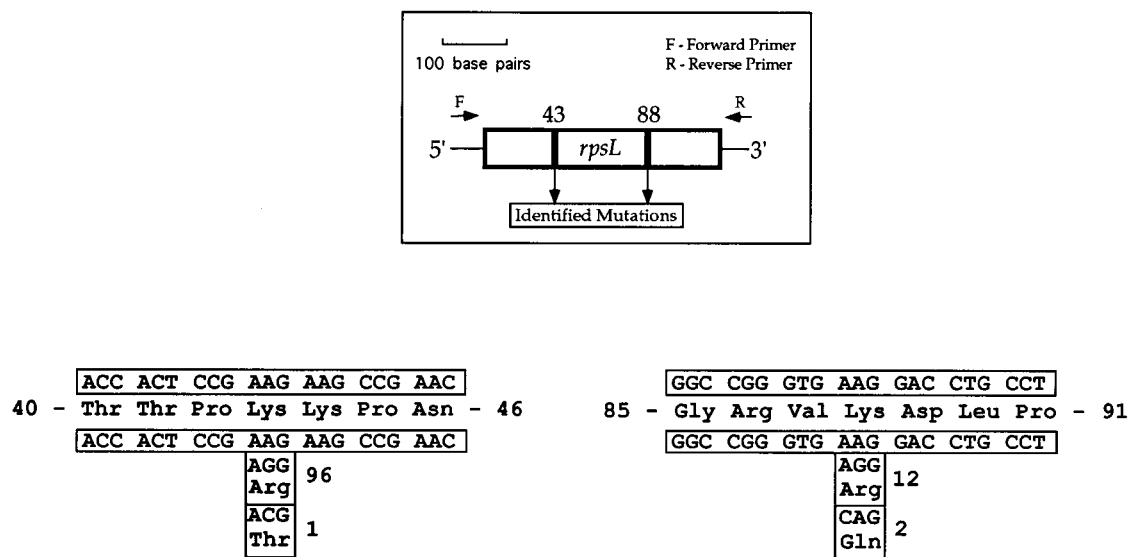 100 base pairs
F - Forward Primer
R - Reverse Primer
F
R
43
88
5'
rpsL
3'
Identified Mutations
ACC ACT CCG AAG AAG CCG AAC
40 - Thr Thr Pro Lys Lys Pro Asn - 46
ACC ACT CCG AAG AAG CCG AAC
AGG
Arg
96
ACG
Thr
1
GGC CGG GTG AAG GAC CTG CCT
85 - Gly Arg Val Lys Asp Leu Pro - 91
GGC CGG GTG AAG GAC CTG CCT
AGG
Arg
12
CAG
Gln
2